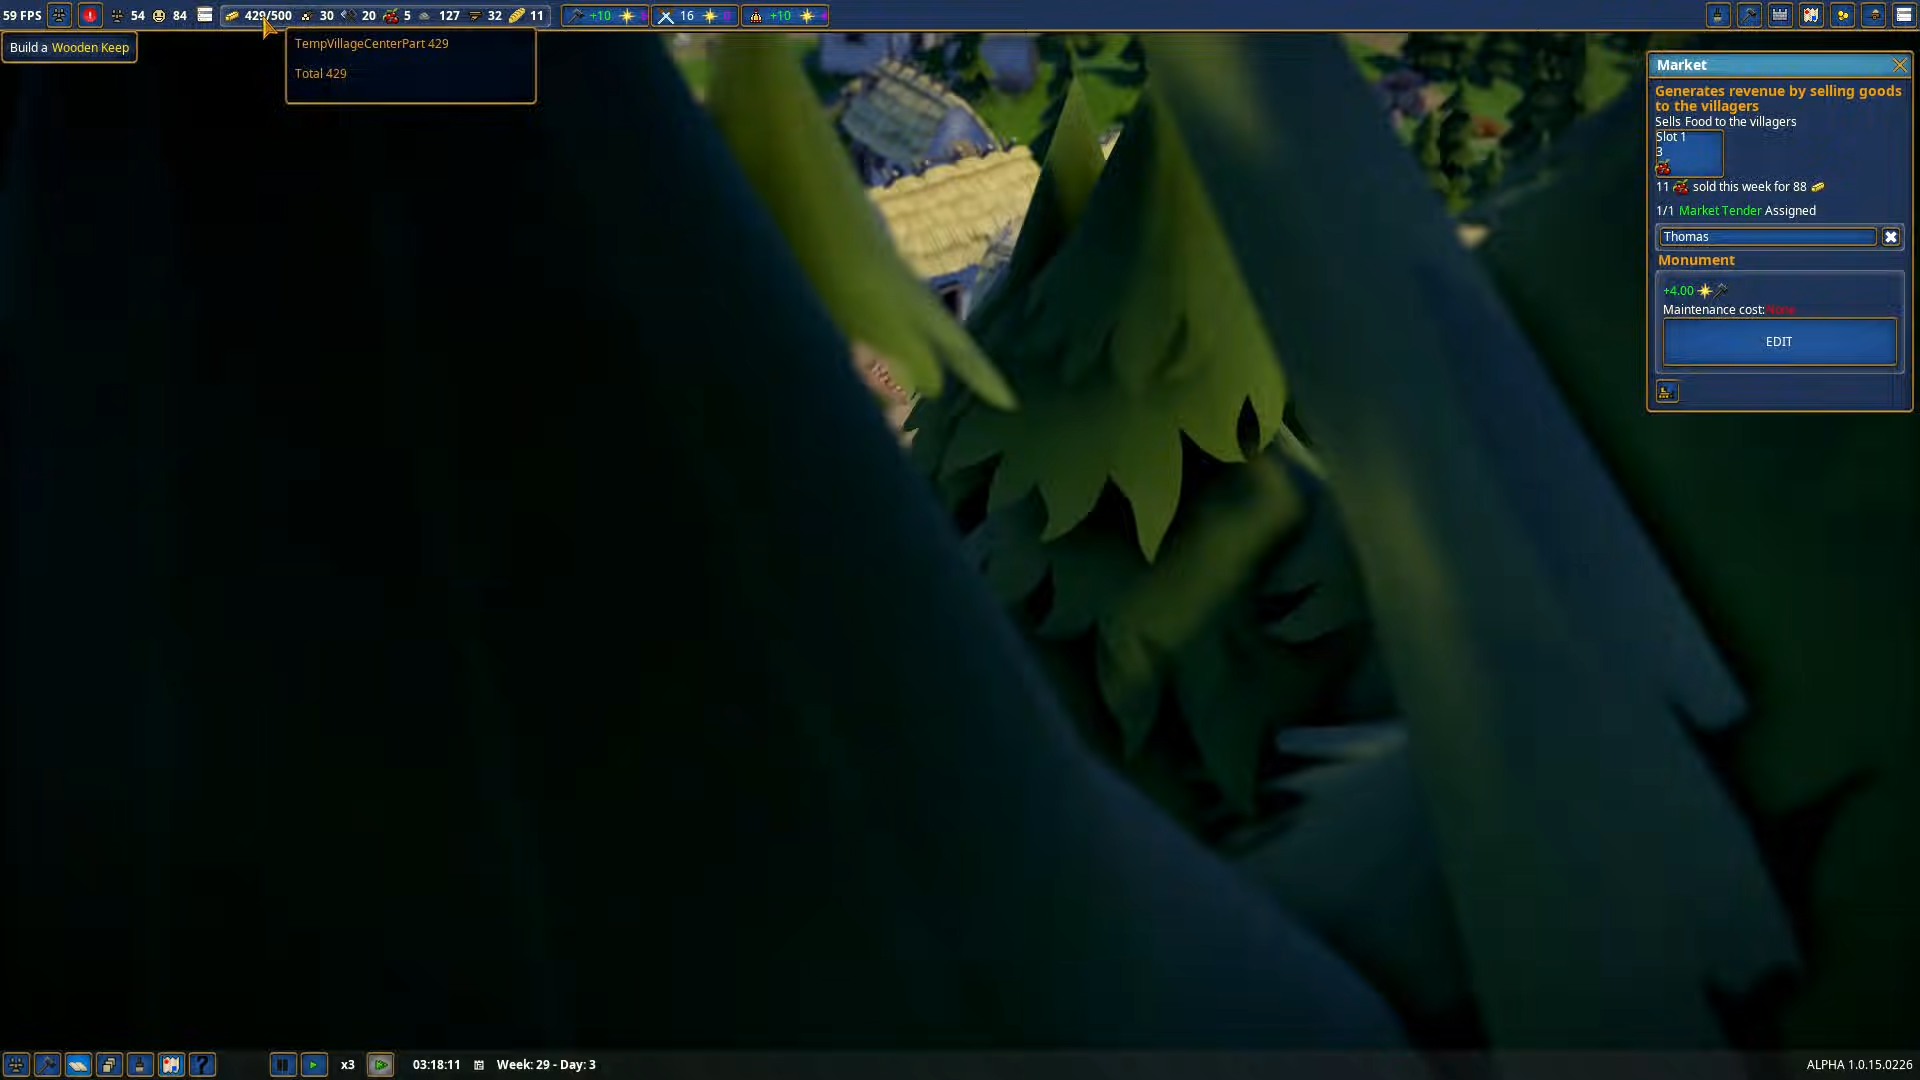 59 FPS 54 84 429/500 30 20 5 127 32 11 +10 16 +10
Build a Wooden Keep
TempVillageCenterPart 429
Total 429
Market
Generates revenue by selling goods
to the villagers
Sells Food to the villagers
Slot 1
3
11 sold this week for 88
1/1 Market Tender Assigned
Thomas
Monument
+4.00
Maintenance cost:None
EDIT
x3 03:18:11 Week: 29 - Day: 3
ALPHA 1.0.15.0226